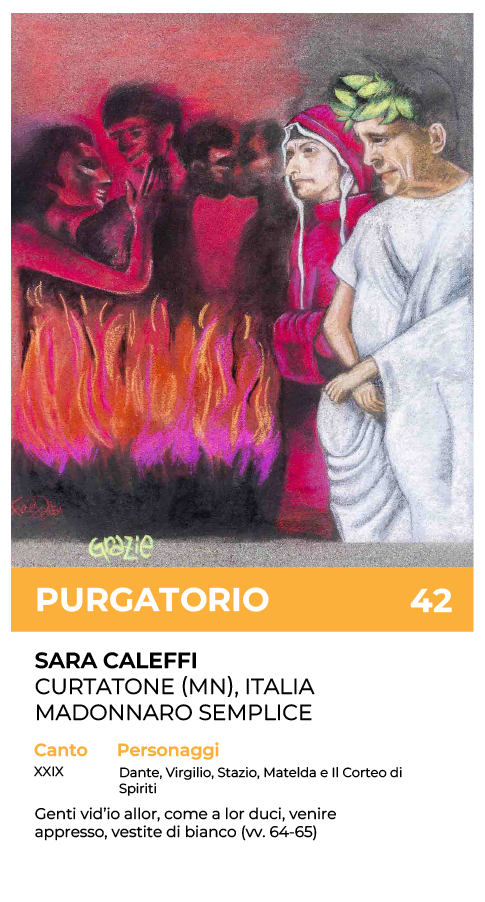 Grazie
PURGATORIO 42
SARA CALEFFI
CURTATONE (MN), ITALIA
MADONNARO SEMPLICE
Canto Personaggi
XXIX Dante, Virgilio, Stazio, Matelda e Il Corteo di
Spiriti
Genti vid'io allor, come a lor duci, venire
appresso, vestite di bianco (vv. 64-65)